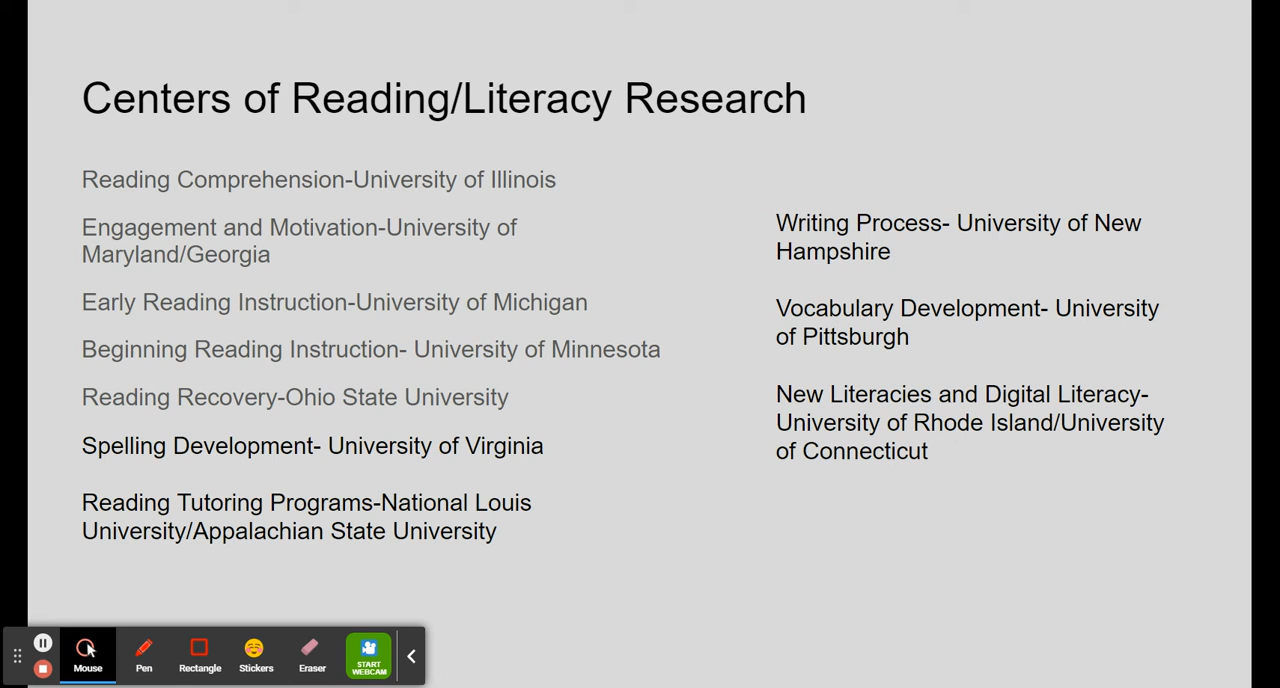 Centers of Reading/Literacy Research
Reading Comprehension-University of Illinois
Engagement and Motivation-University of
Maryland/Georgia
Early Reading Instruction-University of Michigan
Beginning Reading Instruction- University of Minnesota
Reading Recovery-Ohio State University
Spelling Development- University of Virginia
Reading Tutoring Programs-National Louis
University/Appalachian State University
Writing Process- University of New
Hampshire
Vocabulary Development- University
of Pittsburgh
New Literacies and Digital Literacy-
University of Rhode Island/University
of Connecticut
Mouse
Pen
Rectangle
Stickers
Eraser
START
WEBCAM